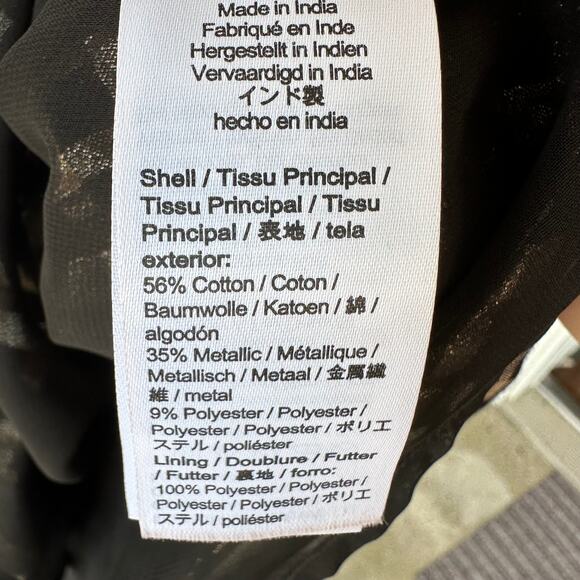 Made in India
Fabriqué en Inde
Hergestellt in Indien
Vervaardigd in India
インド製
hecho en india
Shell / Tissu Principal /
Tissu Principal / Tissu
Principal / 表地 / tela
exterior:
56% Cotton / Coton /
Baumwolle / Katoen / 綿 /
algodón
35% Metallic / Métallique /
Metallisch / Metaal / 金属繊
維 / metal
9% Polyester / Polyester /
Polyester / Polyester / ポリエ
ステル / poliéster
Lining / Doublure / Futter
/ Futter / 裏地 / forro:
100% Polyester / Polyester /
Polyester / Polyester / ポリエ
ステル / poliéster